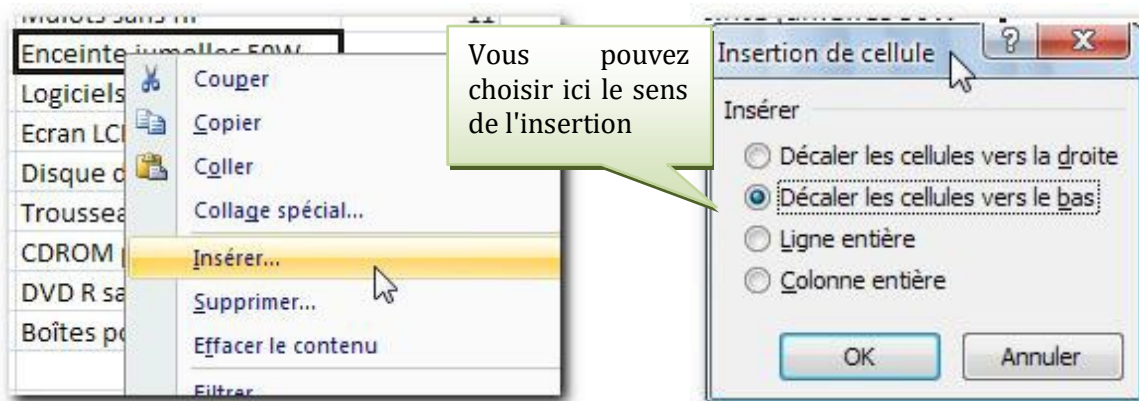 Enceinte jumelles 50W
Logiciels
Ecran LC
Disque d
Troussea
CDROM
DVD R sa
Boîtes po
Couper
Copier
Coller
Collage spécial...
Insérer...
Supprimer...
Effacer le contenu
Filtrer
Vous pouvez
choisir ici le sens
de l'insertion
Insertion de cellule
Insérer
Décaler les cellules vers la droite
Décaler les cellules vers le bas
Ligne entière
Colonne entière
OK
Annuler